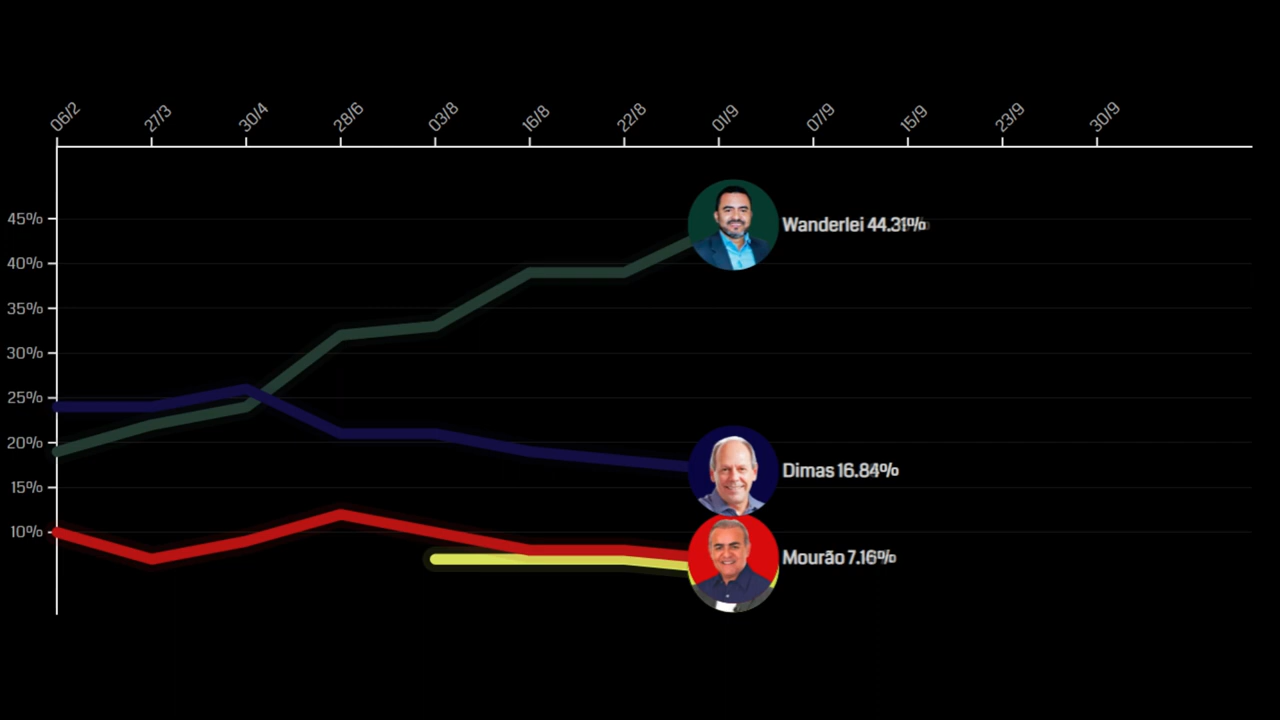 06/2 27/3 30/4 28/6 03/8 16/8 22/8 01/9 07/9 15/9 23/9 30/9
45%
Wanderlei 44.31%
40%
35%
30%
25%
20%
Dimas 16.84%
15%
10%
Mourão 7.16%